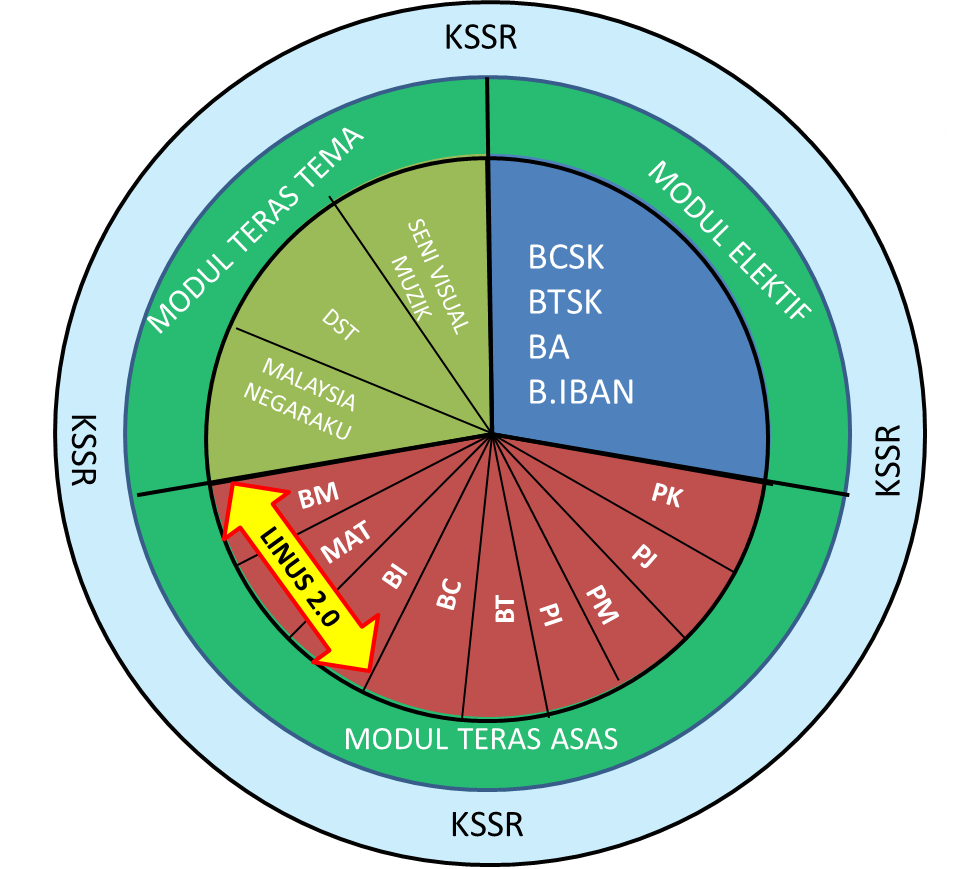 KSSR
MODUL TERAS TEMA
MODUL ELEKTIF
SENI VISUAL
MUZIK
DST
MALAYSIA
NEGARAKU
BCSK
BTSK
BA
B.IBAN
KSSR
KSSR
BM
MAT
BI
BC
BT
PI
PM
PJ
PK
LINUS 2.0
MODUL TERAS ASAS
KSSR